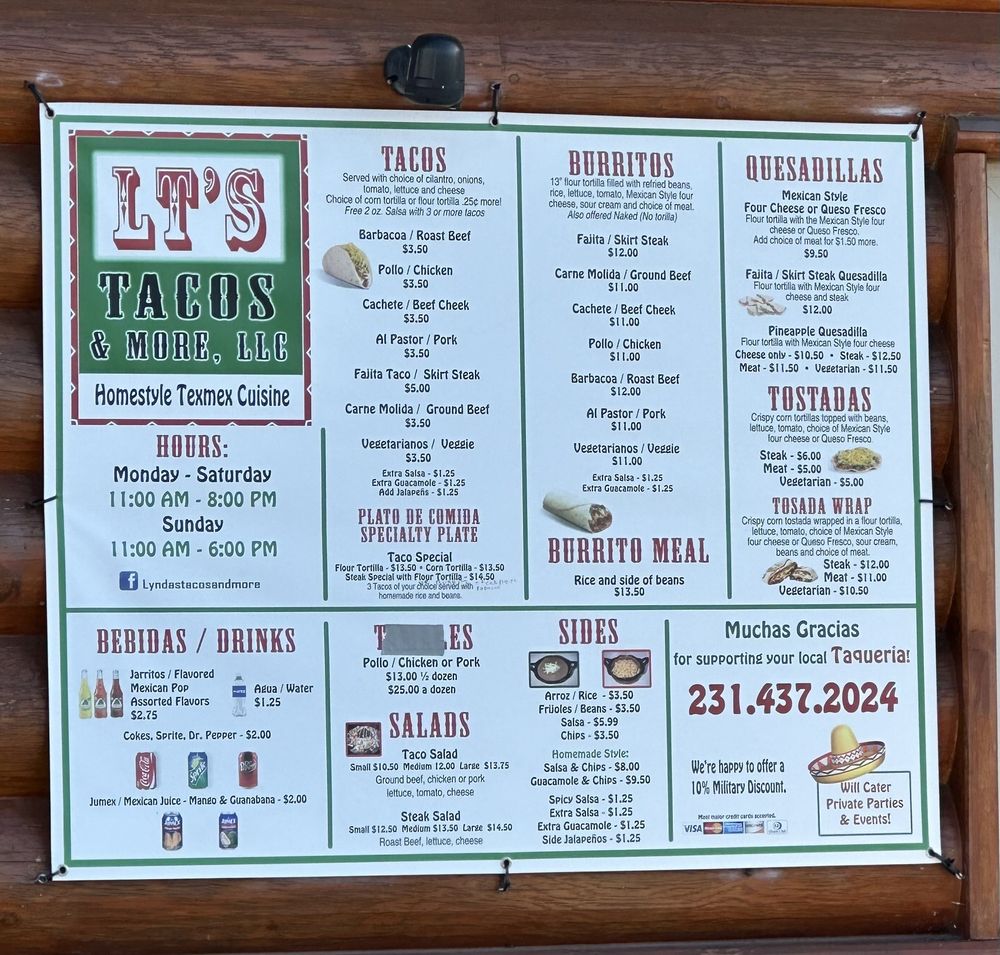 LT'S
TACOS
& MORE, LLC
Homestyle Texmex Cuisine
HOURS:
Monday - Saturday
11:00 AM - 8:00 PM
Sunday
11:00 AM - 6:00 PM
f Lyndastacosandmore
TACOS
Served with choice of cilantro, onions,
tomato, lettuce and cheese
Choice of corn tortilla or flour tortilla .25c more!
Free 2 oz. Salsa with 3 or more tacos
Barbacoa / Roast Beef
$3.50
Pollo / Chicken
$3.50
Cachete / Beef Cheek
$3.50
Al Pastor / Pork
$3.50
Fajita Taco / Skirt Steak
$5.00
Carne Molida / Ground Beef
$3.50
Vegetarianos / Veggie
$3.50
Extra Salsa - $1.25
Extra Guacamole - $1.25
Add Jalapeñs - $1.25
PLATO DE COMIDA
SPECIALTY PLATE
Taco Special
Flour Tortilla - $13.50 • Corn Tortilla - $13.50
Steak Special with Flour Tortilla - $14.50
3 Tacos of your choice served with
homemade rice and beans.
BURRITOS
13" flour tortilla filled with refried beans,
rice, lettuce, tomato, Mexican Style four
cheese, sour cream and choice of meat.
Also offered Naked (No torilla)
Fajita / Skirt Steak
$12.00
Carne Molida / Ground Beef
$11.00
Cachete / Beef Cheek
$11.00
Pollo / Chicken
$11.00
Barbacoa / Roast Beef
$12.00
Al Pastor / Pork
$11.00
Vegetarianos / Veggie
$11.00
Extra Salsa - $1.25
Extra Guacamole - $1.25
BURRITO MEAL
Rice and side of beans
$13.50
QUESADILLAS
Mexican Style
Four Cheese or Queso Fresco
Flour tortilla with the Mexican Style four
cheese or Queso Fresco.
Add choice of meat for $1.50 more.
$9.50
Fajita / Skirt Steak Quesadilla
Flour tortilla with Mexican Style four
cheese and steak
$12.00
Pineapple Quesadilla
Flour tortilla with Mexican Style four cheese
Cheese only - $10.50 • Steak - $12.50
Meat - $11.50 • Vegetarian - $11.50
TOSTADAS
Crispy corn tortillas topped with beans,
lettuce, tomato, choice of Mexican Style
four cheese or Queso Fresco
Steak - $6.00
Meat - $5.00
Vegetarian - $5.00
TOSADA WRAP
Crispy corn tostada wrapped in a flour tortilla,
lettuce, tomato, choice of Mexican Style
four cheese or Queso Fresco, sour cream,
beans and choice of meat.
Steak - $12.00
Meat - $11.00
Vegetarian - $10.50
BEBIDAS / DRINKS
Jarritos / Flavored
Mexican Pop
Assorted Flavors
$2.75
Agua / Water
$1.25
Cokes, Sprite, Dr. Pepper - $2.00
Coca-Cola
Sprite
Jumex / Mexican Juice - Maneo & Guanabana - $2.00
T ES
Pollo / Chicken or Pork
$13.00 ½ dozen
$25.00 a dozen
SALADS
Taco Salad
Small $10.50 Medium 12.00 Large $13.75
Ground beef, chicken or pork
lettuce, tomato, cheese
Steak Salad
Small $12.50 Medium $13.50 Large $14.50
Roast Beef, lettuce, cheese
SIDES
Arroz / Rice - $3.50
Frijoles / Beans - $3.50
Salsa - $5.99
Chips - $3.50
Homemade Style:
Salsa & Chips - $8.00
Guacamole & Chips - $9.50
Spicy Salsa - $1.25
Extra Salsa - $1.25
Extra Guacamole - $1.25
Side Jalapeños - $1.25
Muchas Gracias
for supporting your local Taqueria!
231.437.2024
We're happy to offer a
10% Military Discount.
Most major credit cards accepted.
VISA
Will Cater
Private Parties
& Events!